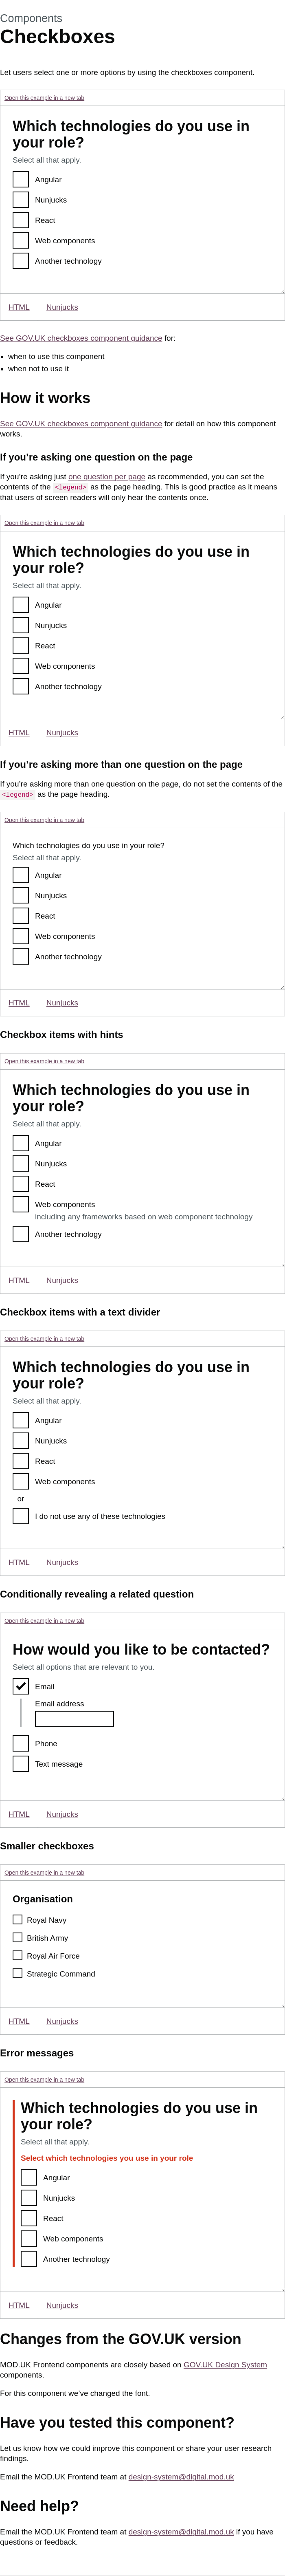 Components
Checkboxes
Let users select one or more options by using the checkboxes component.
Open this example in a new tab
Which technologies do you use in
your role?
Select all that apply.
Angular
Nunjucks
React
Web components
Another technology
HTML Nunjucks
See GOV.UK checkboxes component guidance for:
• when to use this component
• when not to use it
How it works
See GOV.UK checkboxes component guidance for detail on how this component
works.
If you’re asking just one question on the page
If you’re asking just one question per page as recommended, you can set the
contents of the <legend> as the page heading. This is good practice as it means
that users of screen readers will only hear the contents once.
Open this example in a new tab
Which technologies do you use in
your role?
Select all that apply.
Angular
Nunjucks
React
Web components
Another technology
HTML Nunjucks
If you’re asking more than one question on the page
If you’re asking more than one question on the page, do not set the contents of the
<legend> as the page heading.
Open this example in a new tab
Which technologies do you use in your role?
Select all that apply.
Angular
Nunjucks
React
Web components
Another technology
HTML Nunjucks
Checkbox items with hints
Open this example in a new tab
Which technologies do you use in
your role?
Select all that apply.
Angular
Nunjucks
React
Web components
including any frameworks based on web component technology
Another technology
HTML Nunjucks
Checkbox items with a text divider
Open this example in a new tab
Which technologies do you use in
your role?
Select all that apply.
Angular
Nunjucks
React
Web components
or
I do not use any of these technologies
HTML Nunjucks
Conditionally revealing a related question
Open this example in a new tab
How would you like to be contacted?
Select all options that are relevant to you.
Email
Email address
Phone
Text message
HTML Nunjucks
Smaller checkboxes
Open this example in a new tab
Organisation
Royal Navy
British Army
Royal Air Force
Strategic Command
HTML Nunjucks
Error messages
Open this example in a new tab
Which technologies do you use in
your role?
Select all that apply.
Select which technologies you use in your role
Angular
Nunjucks
React
Web components
Another technology
HTML Nunjucks
Changes from the GOV.UK version
MOD.UK Frontend components are closely based on GOV.UK Design System
components.
For this component we’ve changed the font.
Have you tested this component?
Let us know how we could improve this component or share your user research
findings.
Email the MOD.UK Frontend team at design-system@digital.mod.uk
Need help?
Email the MOD.UK Frontend team at design-system@digital.mod.uk if you have
questions or feedback.